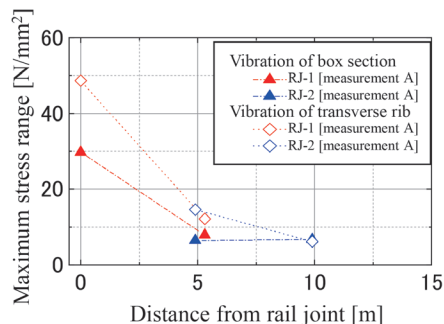 Maximum stress range [N/mm²]
60
40
20
0
0
5
10
15
Distance from rail joint [m]
Vibration of box section
RJ-1 [measurement A]
RJ-2 [measurement A]
Vibration of transverse rib
RJ-1 [measurement A]
RJ-2 [measurement A]